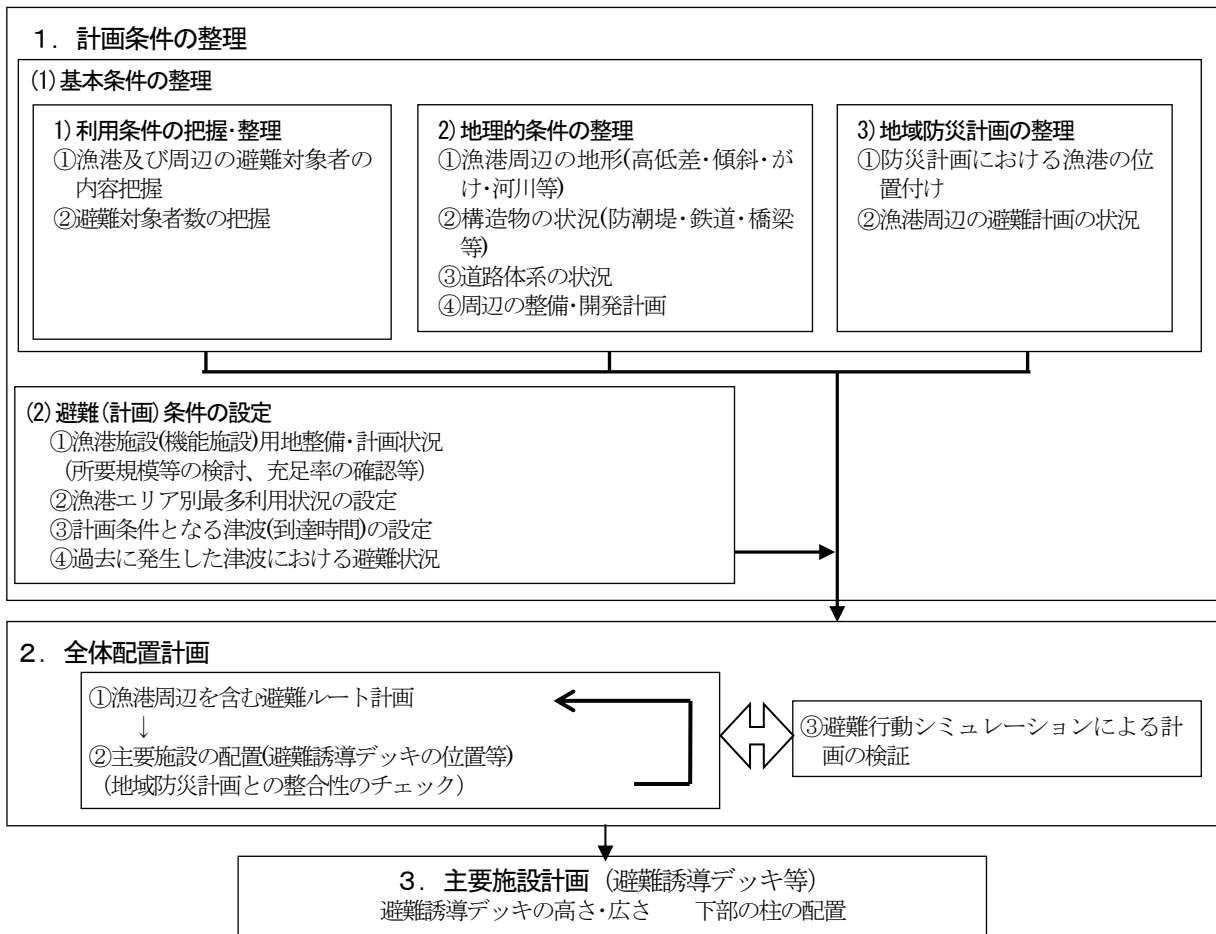 1. 計画条件の整理
(1)基本条件の整理
1)利用条件の把握・整理
①漁港及び周辺の避難対象者の
内容把握
②避難対象者数の把握
2)地理的条件の整理
①漁港周辺の地形(高低差・傾斜・が
け・河川等)
②構造物の状況(防潮堤・鉄道・橋梁
等)
③道路体系の状況
④周辺の整備・開発計画
3)地域防災計画の整理
①防災計画における漁港の位
置付け
②漁港周辺の避難計画の状況
(2)避難(計画)条件の設定
①漁港施設(機能施設)用地整備・計画状況
(所要規模等の検討、充足率の確認等)
②漁港エリア別最多利用状況の設定
③計画条件となる津波(到達時間)の設定
④過去に発生した津波における避難状況
2. 全体配置計画
①漁港周辺を含む避難ルート計画
↓
②主要施設の配置(避難誘導デッキの位置等)
(地域防災計画との整合性のチェック)
③避難行動シミュレーションによる計
画の検証
3. 主要施設計画 (避難誘導デッキ等)
避難誘導デッキの高さ・広さ 下部の柱の配置